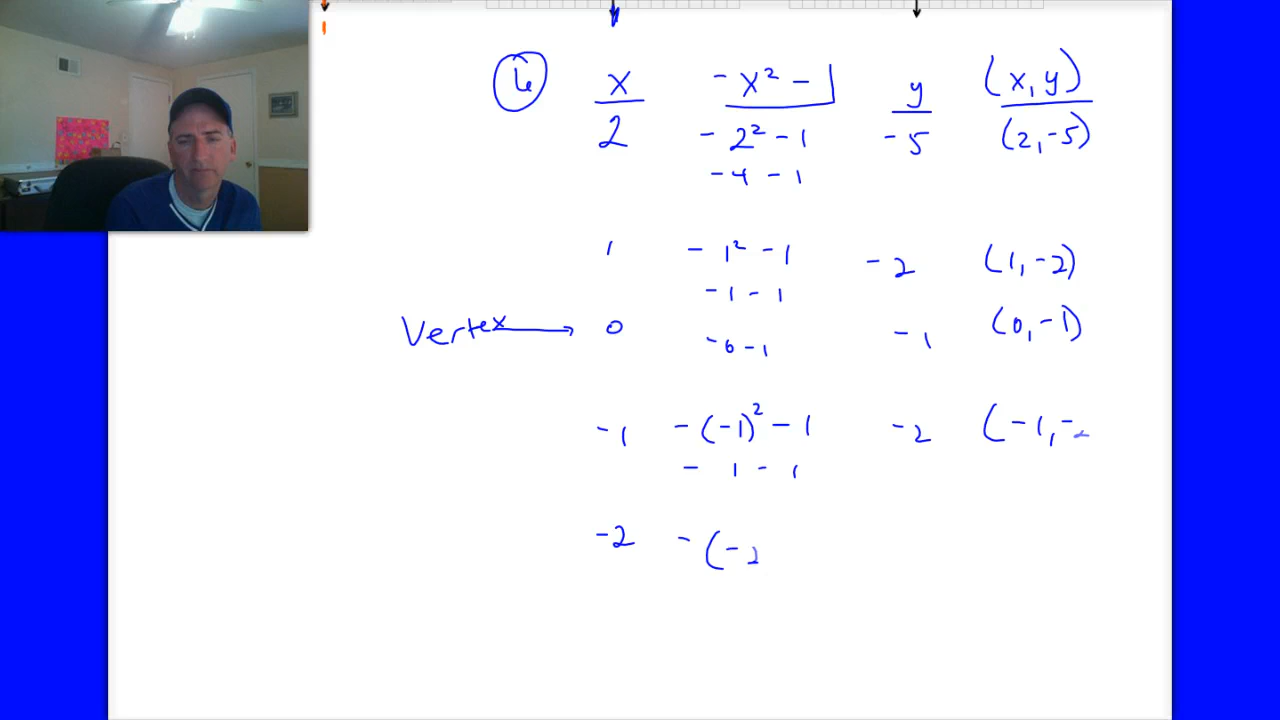 6 x -x² - 1 y (x, y)
2 -2² - 1 -5 (2, -5)
-4 - 1
1 -1² - 1 -2 (1, -2)
-1 - 1
Vertex → 0 -0 - 1 -1 (0, -1)
-1 -(-1)² - 1 -2 (-1, -2
- 1 - 1
-2 -(-2